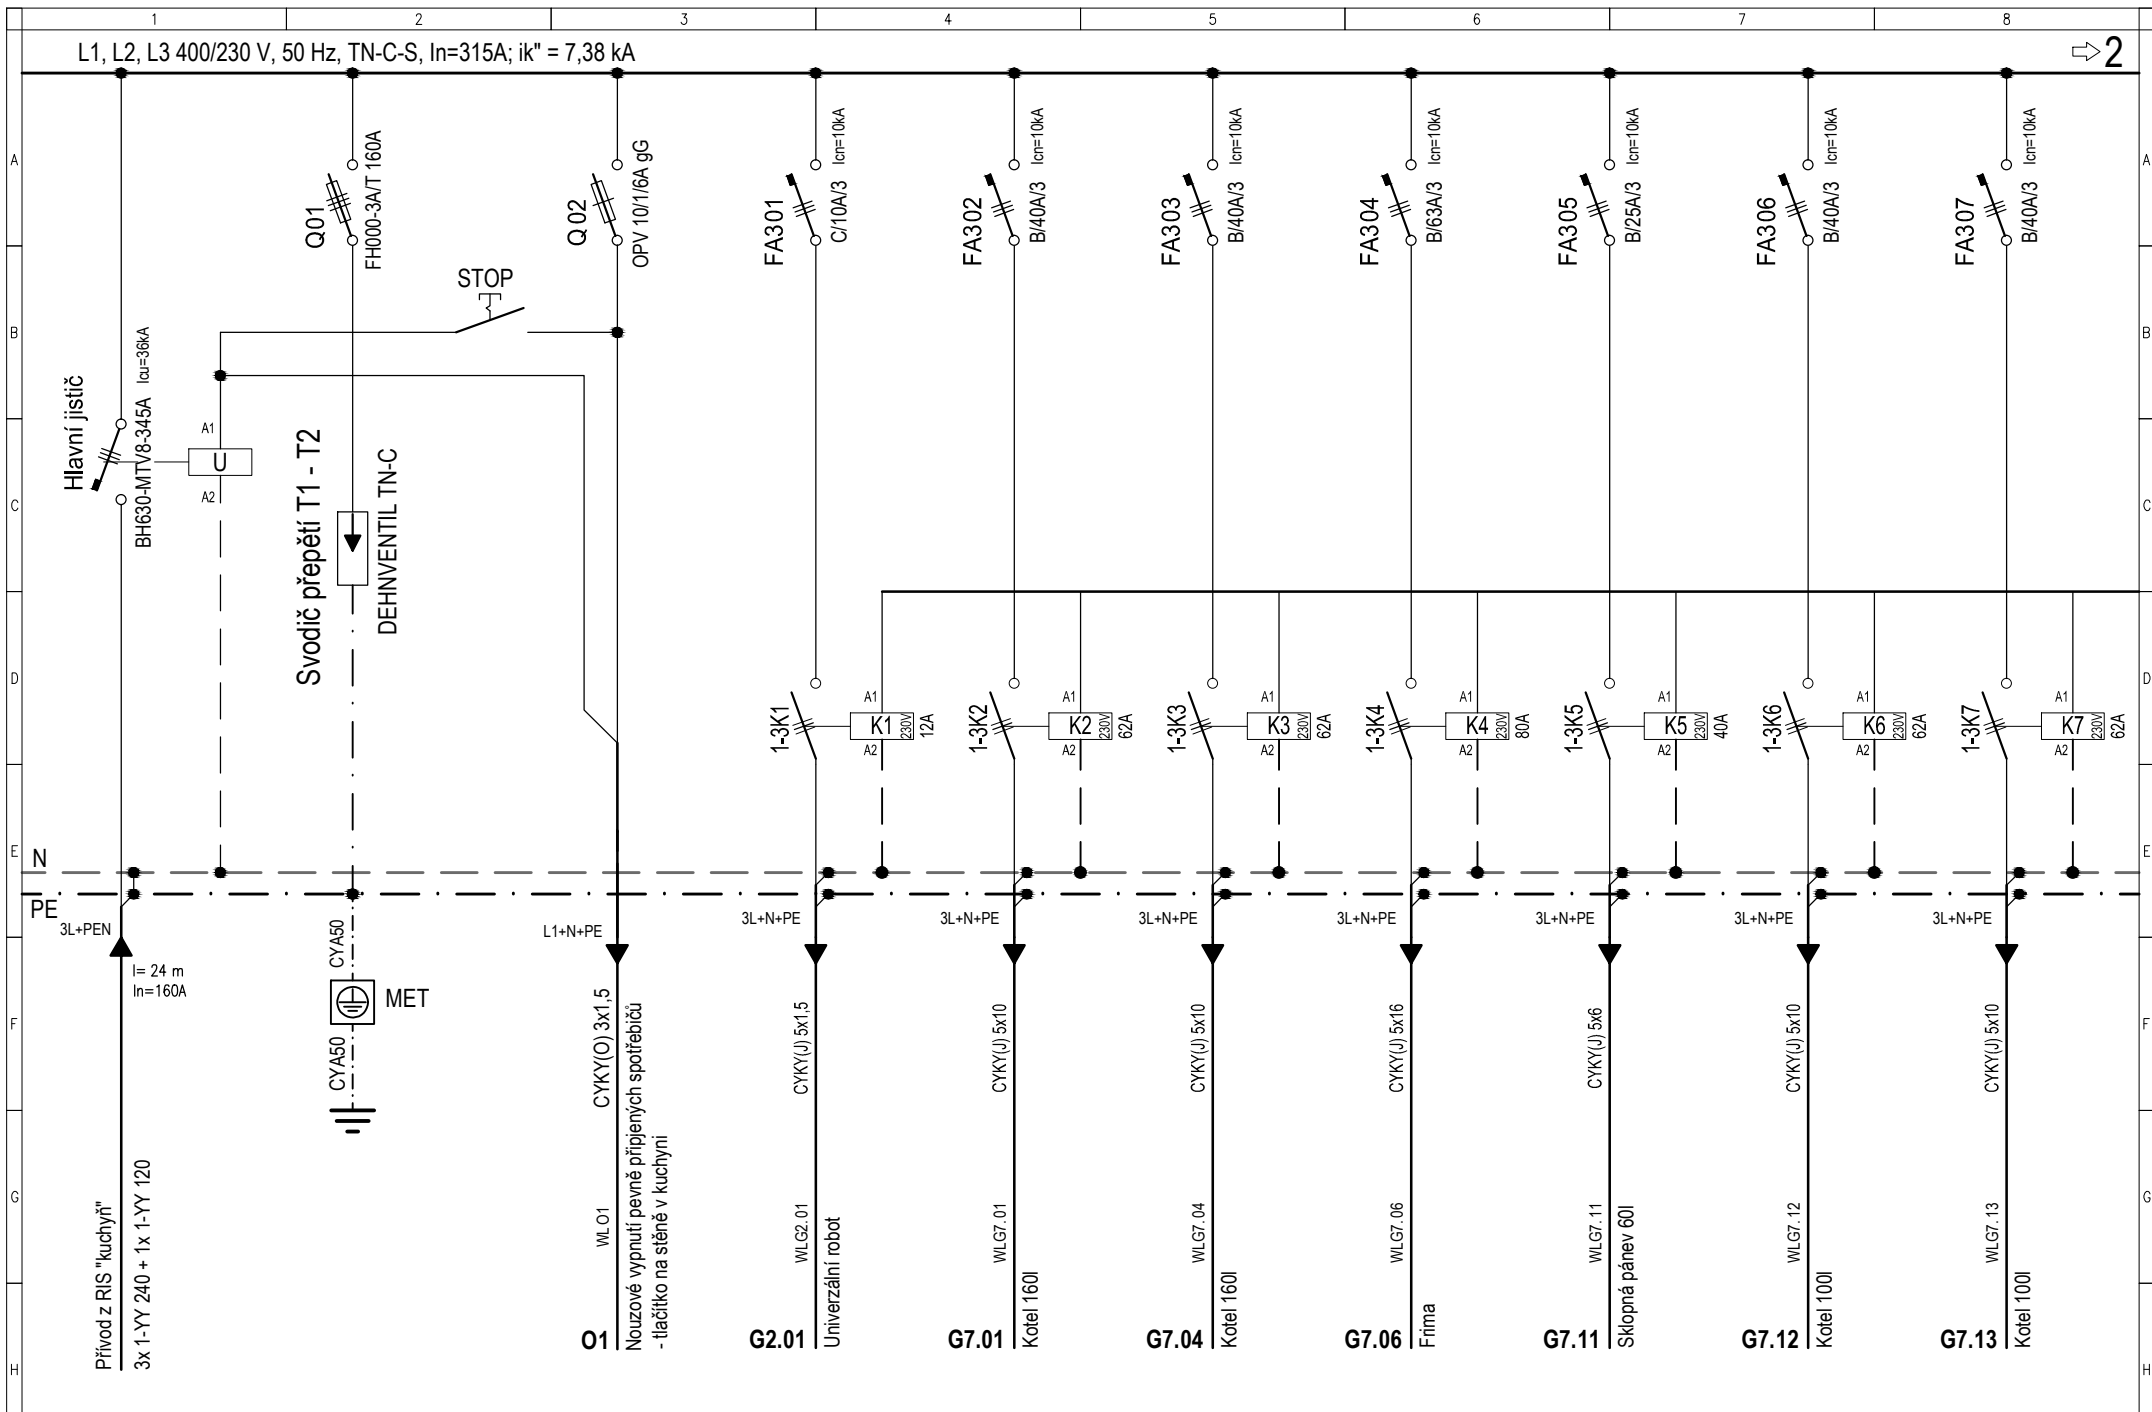 1 2 3 4 5 6 7 8
L1, L2, L3 400/230 V, 50 Hz, TN-C-S, In=315A; ik" = 7,38 kA
2
A
B
C
D
E
F
G
H
A
B
C
D
E
F
G
H
Hlavní jistič
BH630-MTV8-345A
Icu=36kA
A1
U
A2
Q01
FH000-3A/T 160A
Svodič přepětí T1 - T2
DEHNVENTIL TN-C
STOP
Q02
OPV 10/1/6A gG
FA301
C/10A/3
Icn=10kA
FA302
B/40A/3
Icn=10kA
FA303
B/40A/3
Icn=10kA
FA304
B/63A/3
Icn=10kA
FA305
B/25A/3
Icn=10kA
FA306
B/40A/3
Icn=10kA
FA307
B/40A/3
Icn=10kA
1-3K1
A1
K1
230V
A2
12A
1-3K2
A1
K2
230V
A2
62A
1-3K3
A1
K3
230V
A2
62A
1-3K4
A1
K4
230V
A2
80A
1-3K5
A1
K5
230V
A2
40A
1-3K6
A1
K6
230V
A2
62A
1-3K7
A1
K7
230V
A2
62A
N
PE
3L+PEN
l= 24 m
In=160A
Přívod z RIS "kuchyň"
3x 1-YY 240 + 1x 1-YY 120
CYA50
MET
CYA50
L1+N+PE
CYKY(O) 3x1,5
WLO1
O1
Nouzové vypnutí pevně připjených spotřebičů
- tlačítko na stěně v kuchyni
3L+N+PE
CYKY(J) 5x1,5
WLG2.01
G2.01
Univerzální robot
3L+N+PE
CYKY(J) 5x10
WLG7.01
G7.01
Kotel 160l
3L+N+PE
CYKY(J) 5x10
WLG7.04
G7.04
Kotel 160l
3L+N+PE
CYKY(J) 5x16
WLG7.06
G7.06
Frima
3L+N+PE
CYKY(J) 5x6
WLG7.11
G7.11
Sklopná pánev 60l
3L+N+PE
CYKY(J) 5x10
WLG7.12
G7.12
Kotel 100l
3L+N+PE
CYKY(J) 5x10
WLG7.13
G7.13
Kotel 100l